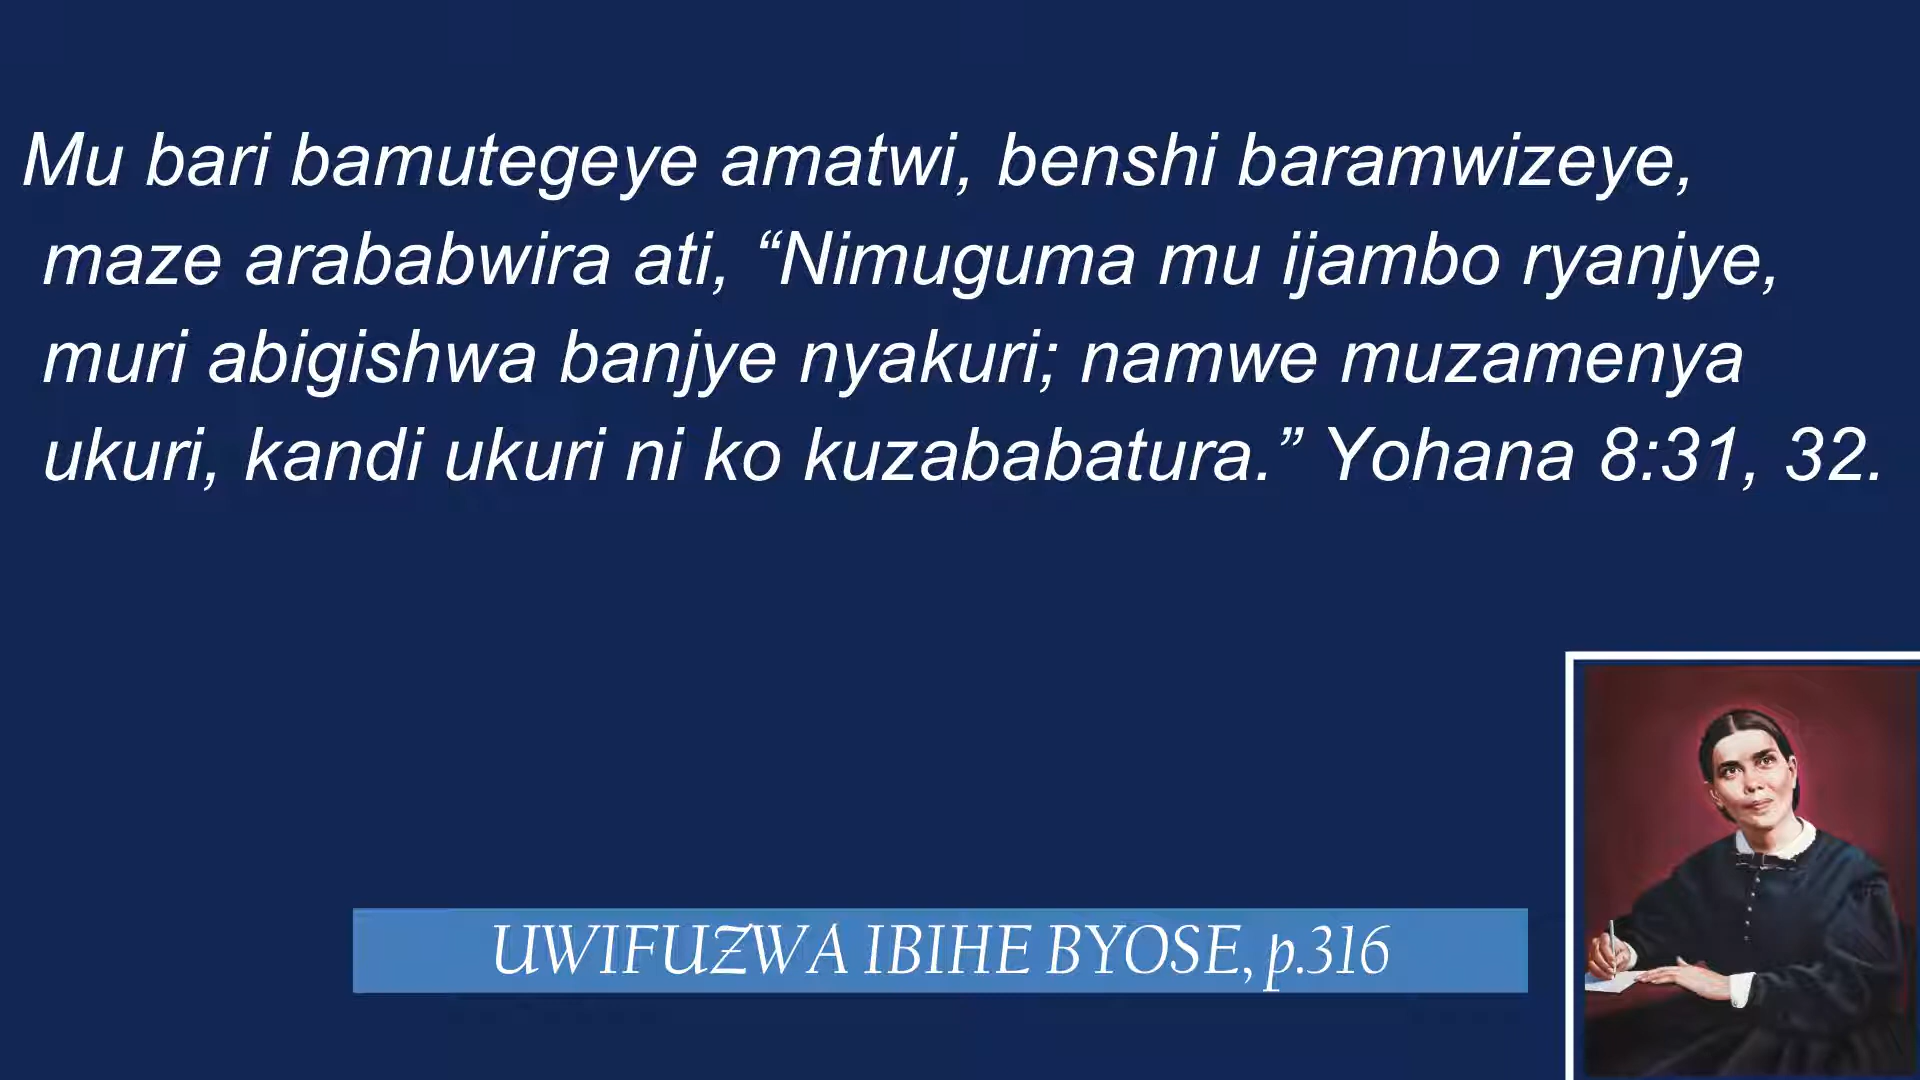 Mu bari bamutegeye amatwi, benshi baramwizeye,
maze arababwira ati, “Nimuguma mu ijambo ryanjye,
muri abigishwa banjye nyakuri; namwe muzamenya
ukuri, kandi ukuri ni ko kuzababatura.” Yohana 8:31, 32.
UWIFUZWA IBIHE BYOSE, p.316